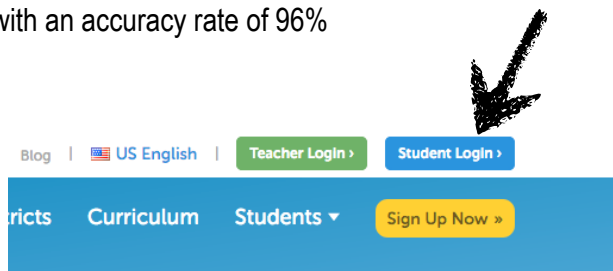 with an accuracy rate of 96%
Blog | US English | Teacher Login › Student Login ›
Curriculum Students ▾ Sign Up Now »